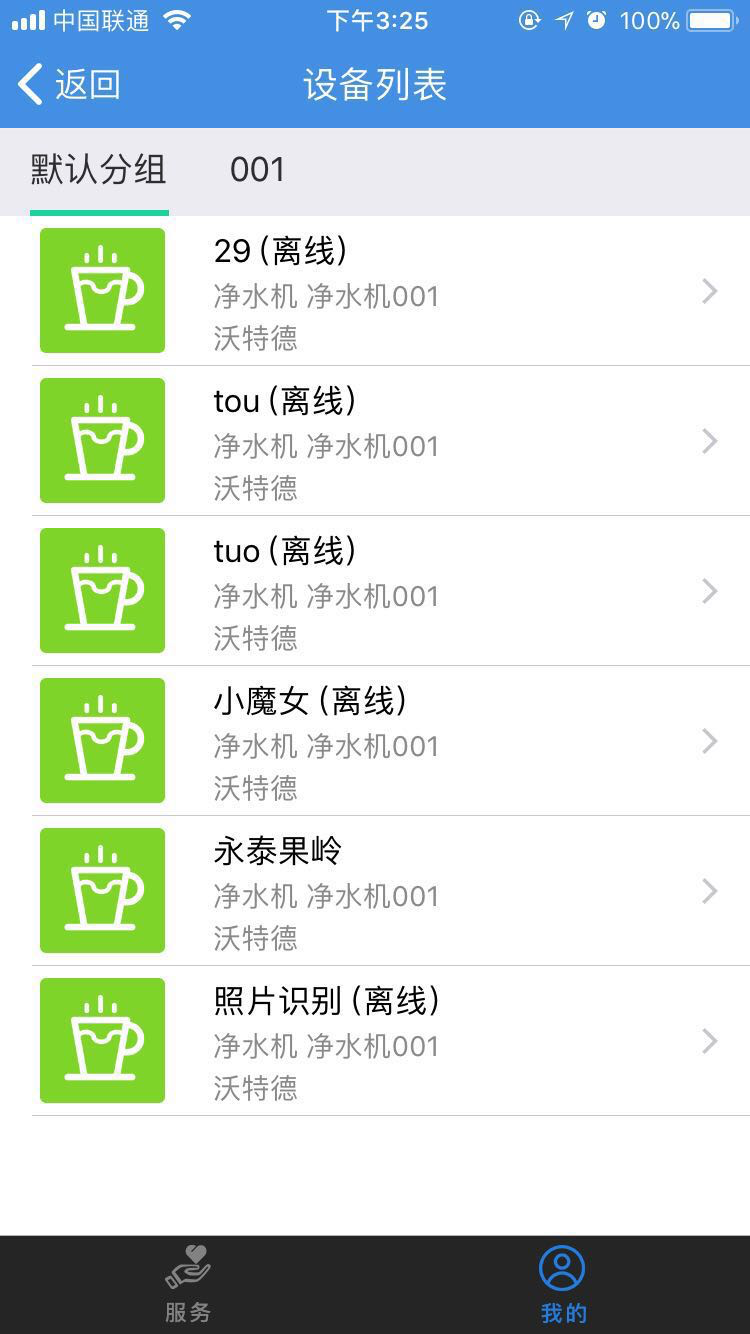 中国联通 下午3:25 100%
返回 设备列表
默认分组 001
29 (离线)
净水机 净水机001
沃特德
tou (离线)
净水机 净水机001
沃特德
tuo (离线)
净水机 净水机001
沃特德
小魔女 (离线)
净水机 净水机001
沃特德
永泰果岭
净水机 净水机001
沃特德
照片识别 (离线)
净水机 净水机001
沃特德
服务 我的